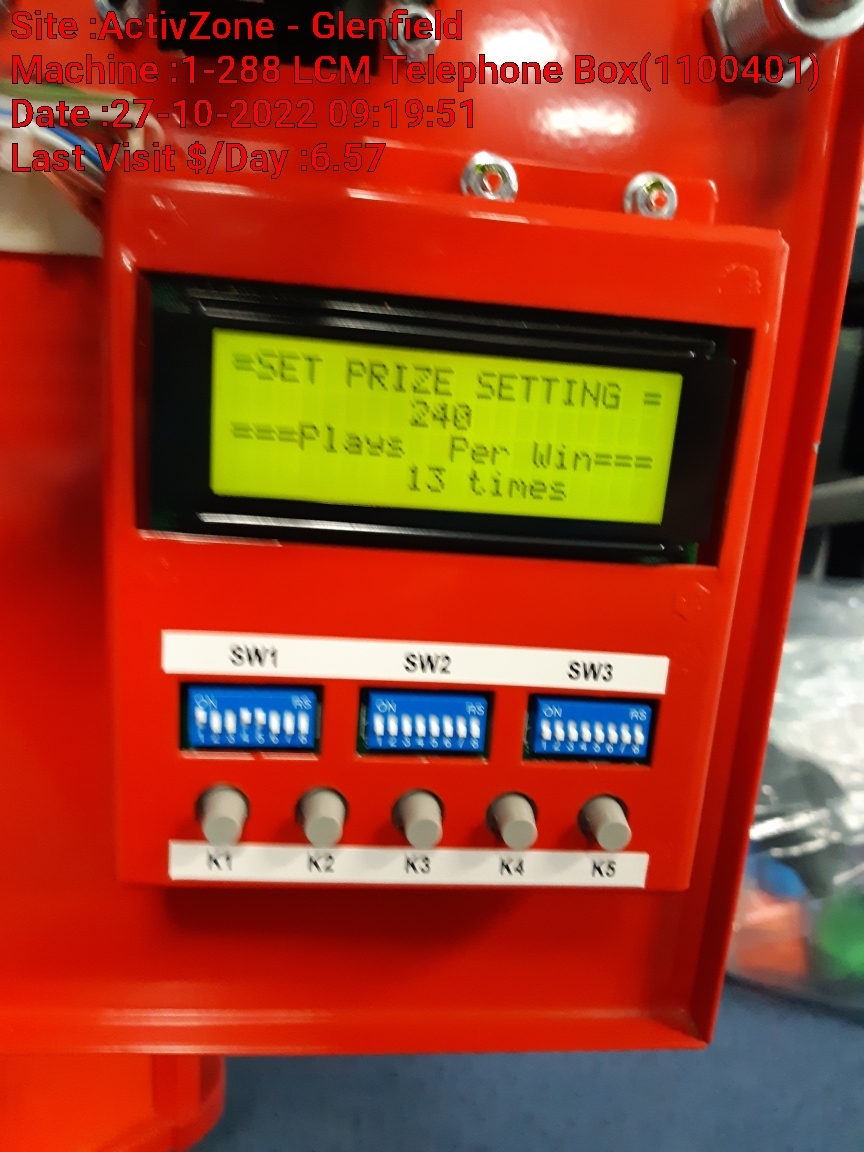 Site :ActivZone - Glenfield
Machine :1-288 LCM Telephone Box(1100401)
Date :27-10-2022 09:19:51
Last Visit $/Day :6.57
=SET PRIZE SETTING =
240
===Plays Per Win===
13 times
SW1 SW2 SW3
ON RS ON RS ON RS
1 2 3 4 5 6 7 8 1 2 3 4 5 6 7 8 1 2 3 4 5 6 7 8
K1 K2 K3 K4 K5